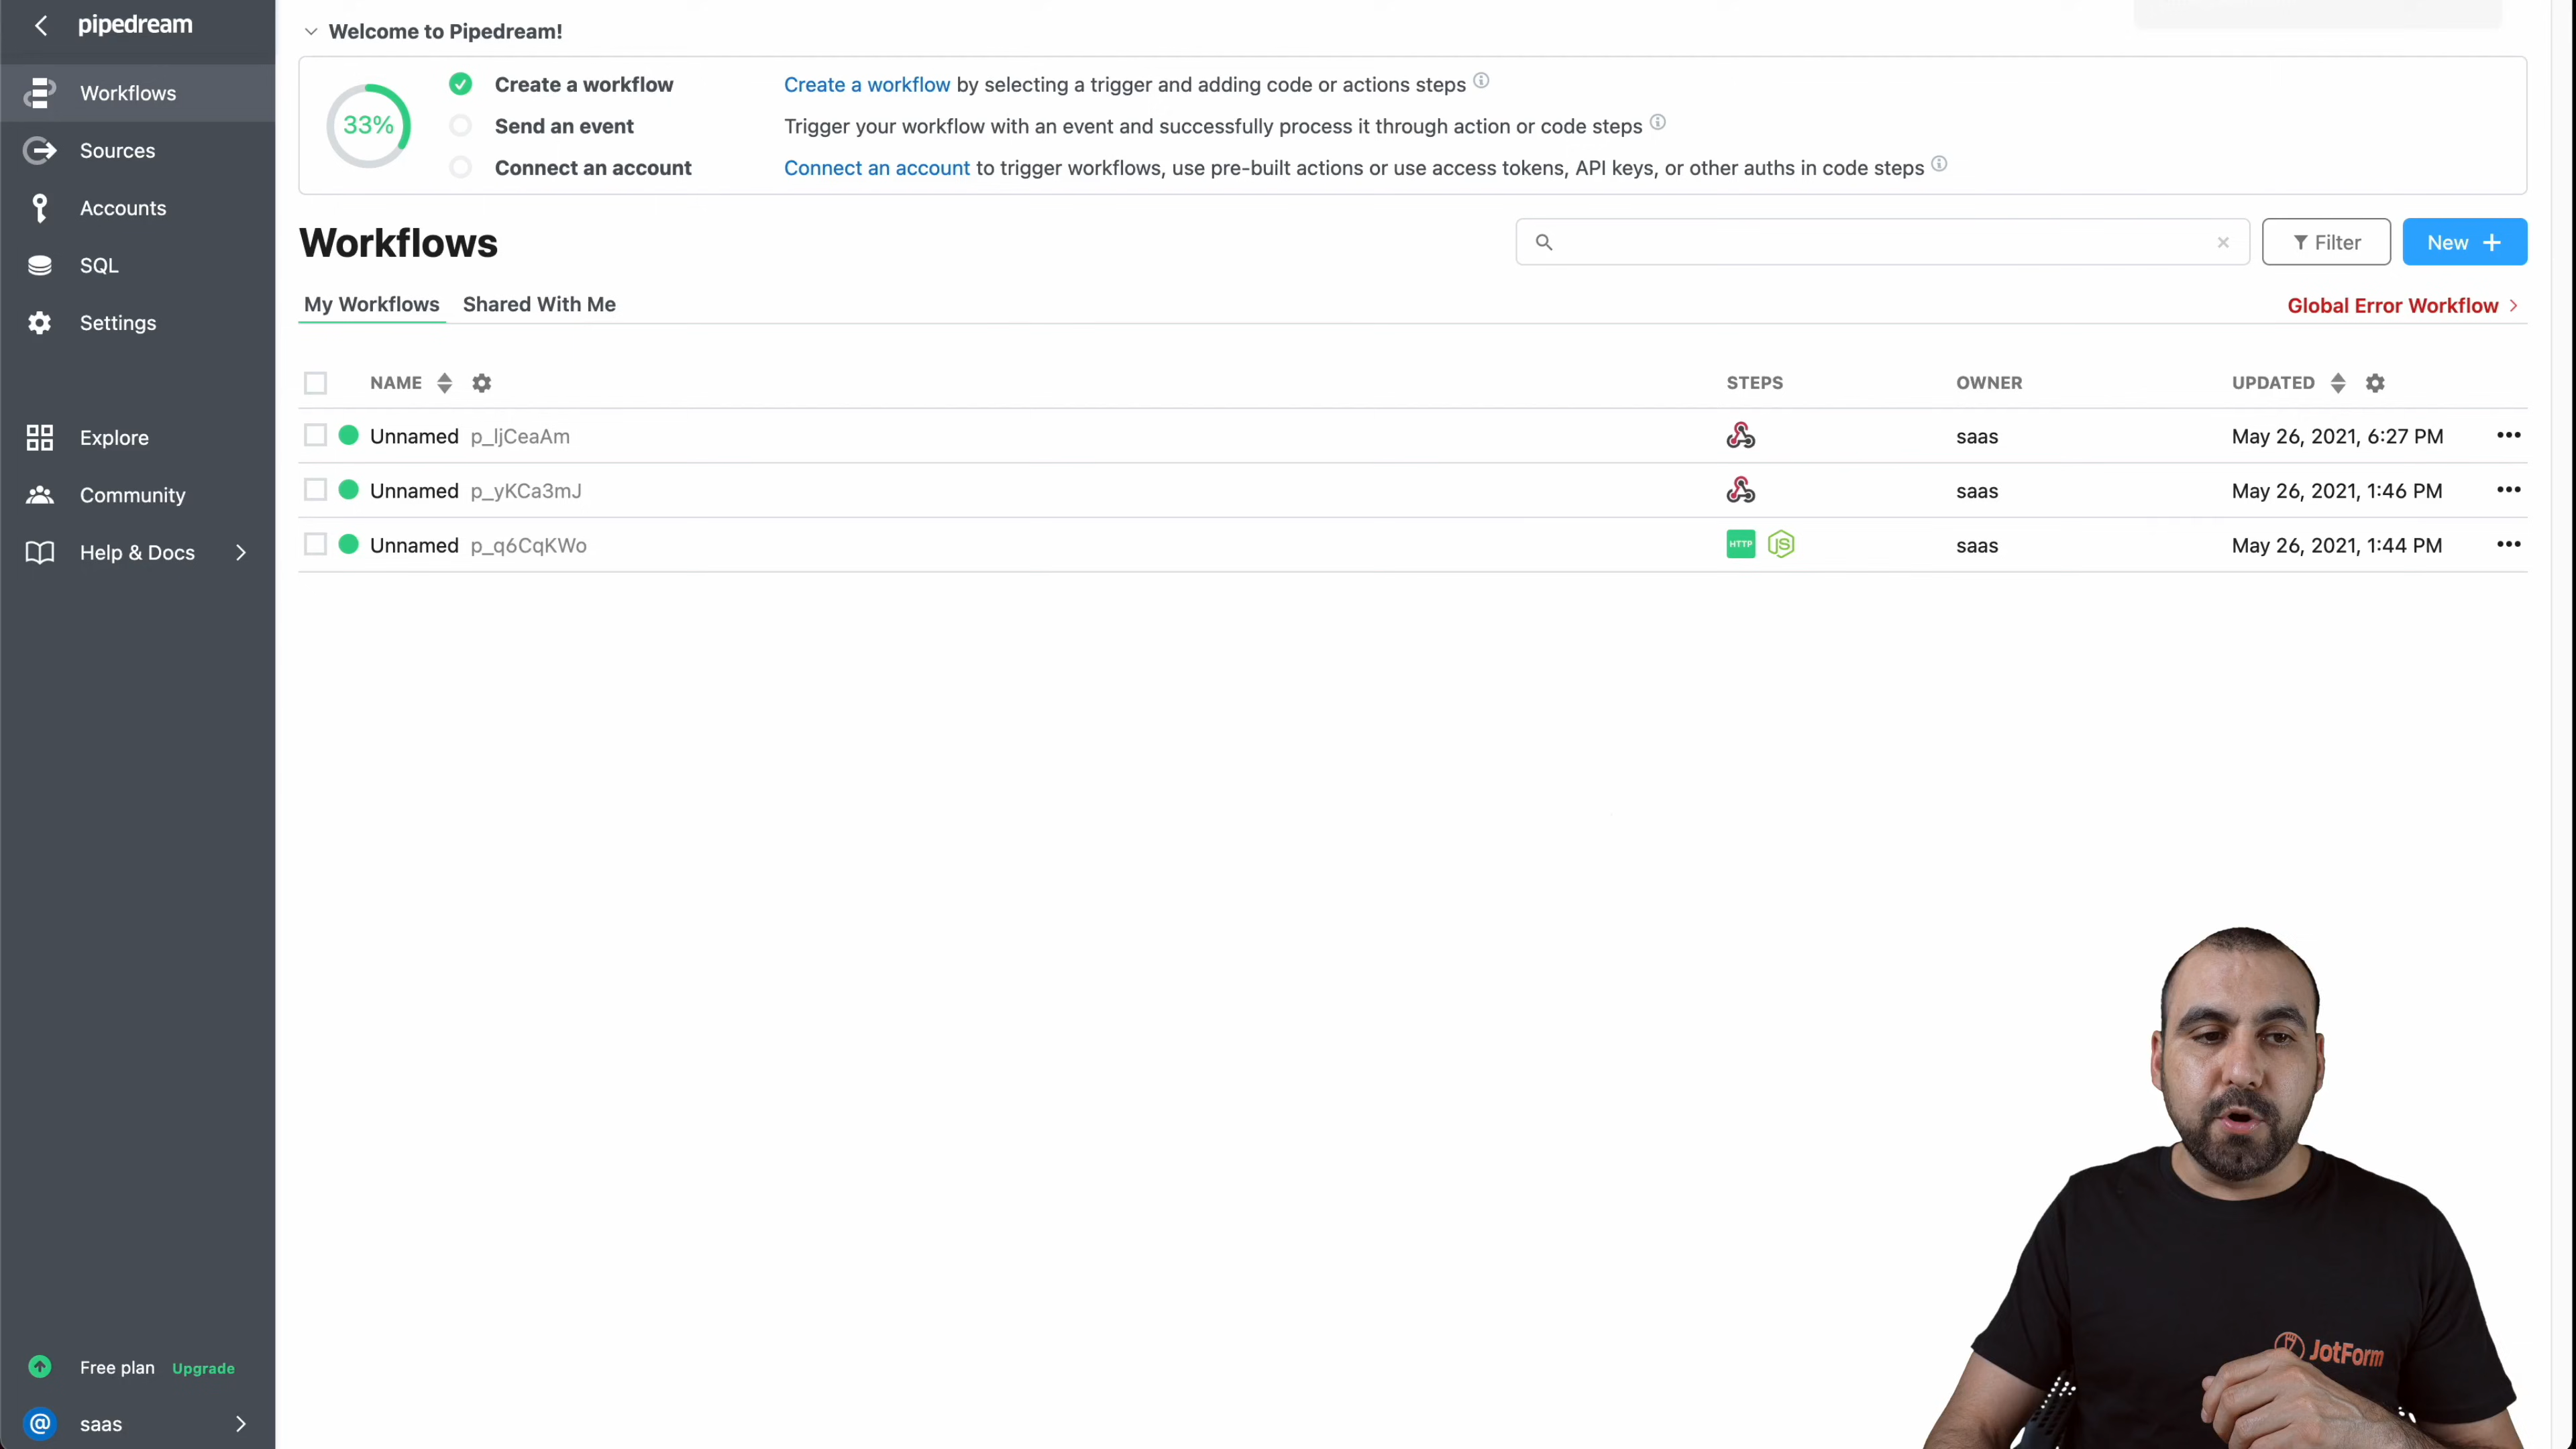 pipedream
Workflows
Sources
Accounts
SQL
Settings
Explore
Community
Help & Docs
Free plan Upgrade
@ saas
Welcome to Pipedream!
33%
Create a workflow Create a workflow by selecting a trigger and adding code or actions steps
Send an event Trigger your workflow with an event and successfully process it through action or code steps
Connect an account Connect an account to trigger workflows, use pre-built actions or use access tokens, API keys, or other auths in code steps
Workflows
Filter
New +
My Workflows Shared With Me
Global Error Workflow
NAME STEPS OWNER UPDATED
Unnamed p_ljCeaAm saas May 26, 2021, 6:27 PM
Unnamed p_yKCa3mJ saas May 26, 2021, 1:46 PM
Unnamed p_q6CqKWo HTTP JS saas May 26, 2021, 1:44 PM
JotForm